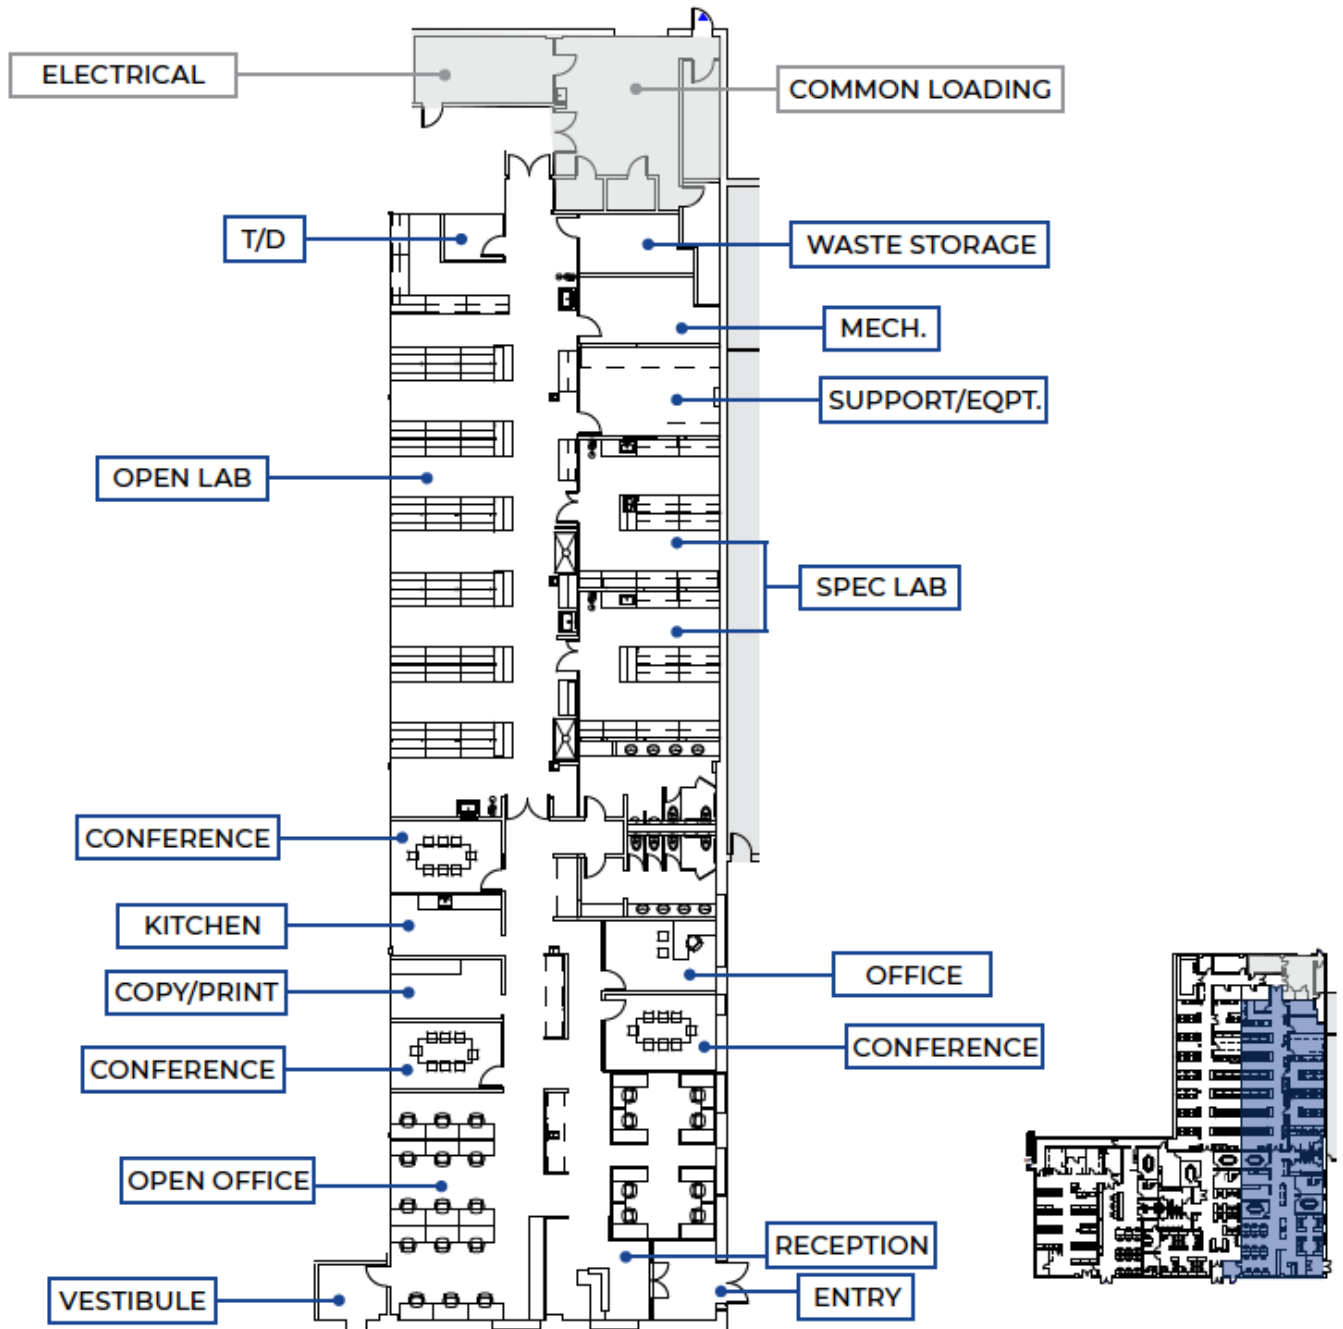 ELECTRICAL
COMMON LOADING
T/D
WASTE STORAGE
MECH.
SUPPORT/EQPT.
OPEN LAB
SPEC LAB
CONFERENCE
KITCHEN
OFFICE
COPY/PRINT
CONFERENCE
CONFERENCE
OPEN OFFICE
RECEPTION
VESTIBULE
ENTRY